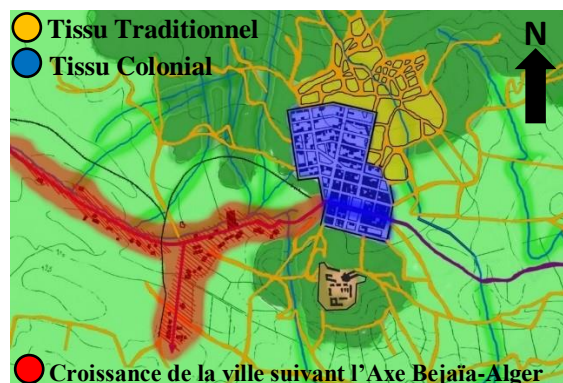 Tissu Traditionnel
Tissu Colonial
N
Croissance de la ville suivant l'Axe Bejaïa-Alger